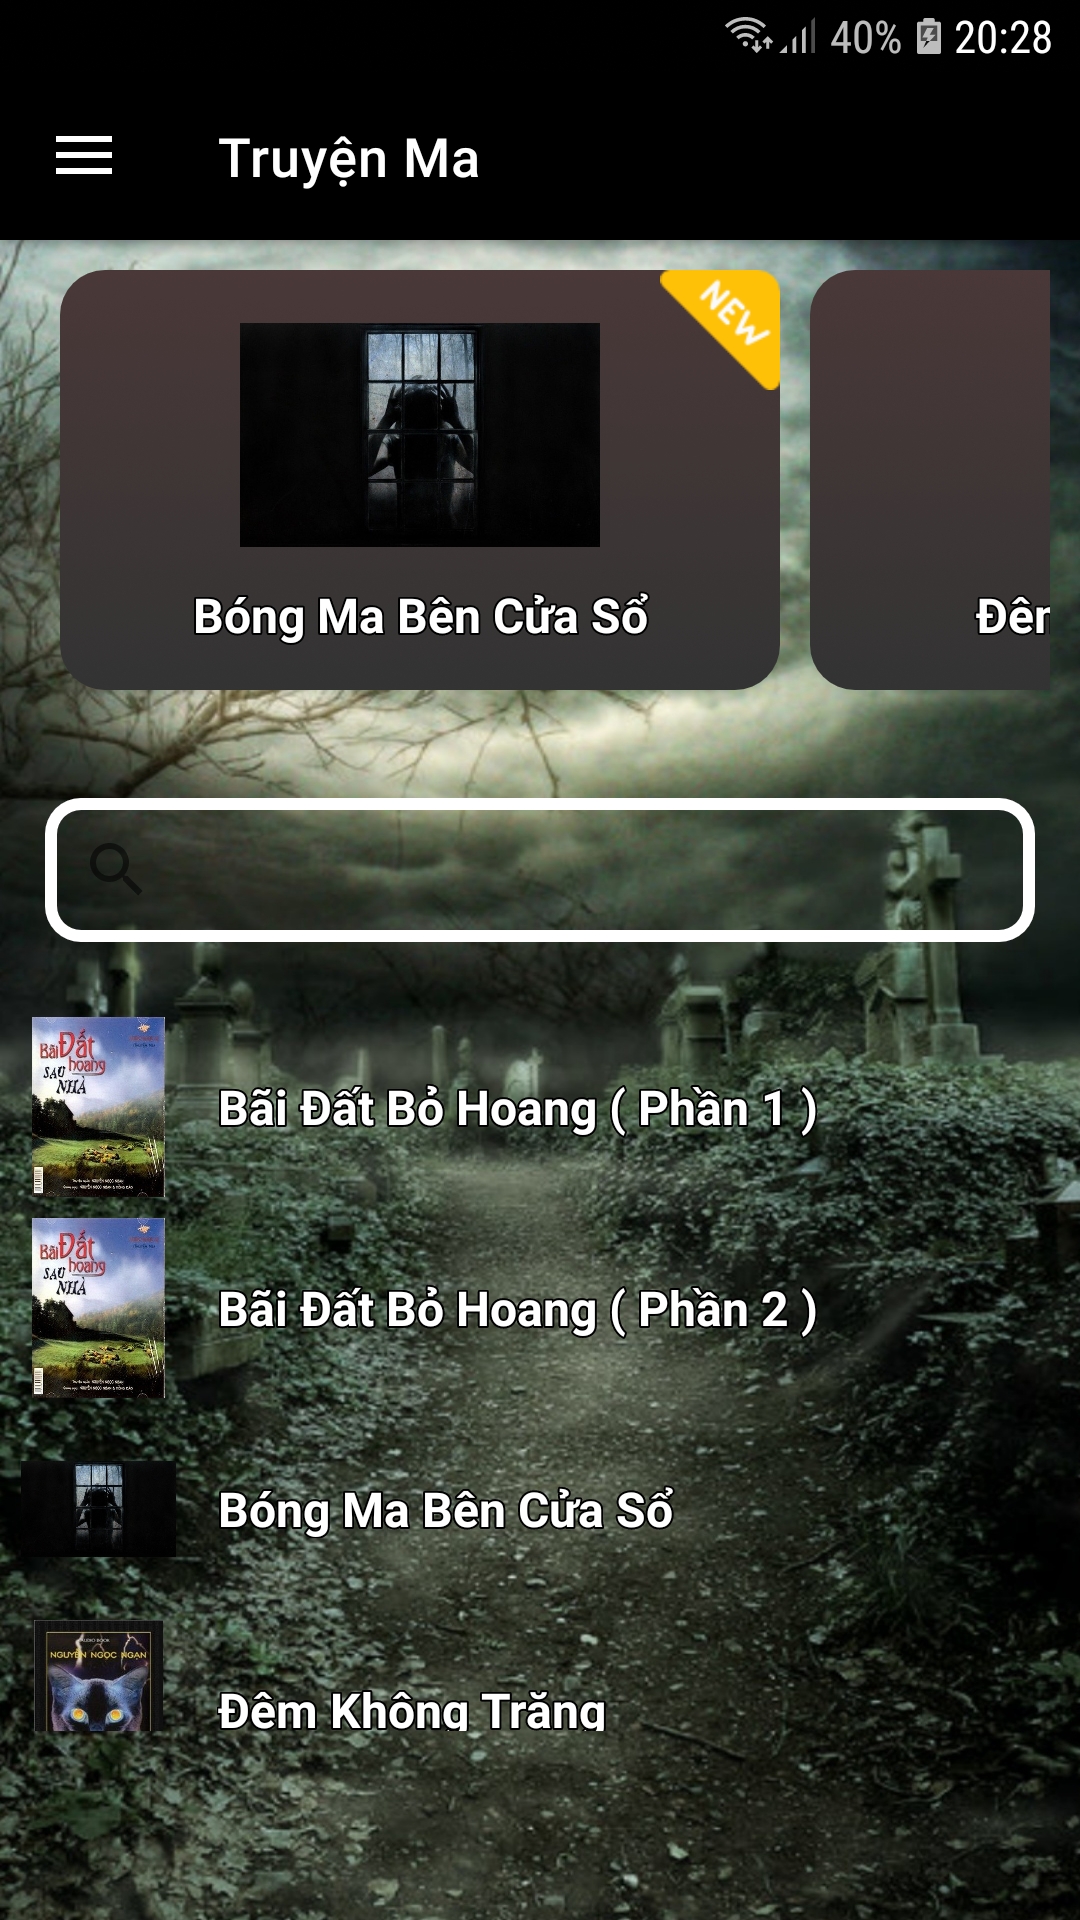 40% 20:28
Truyện Ma
NEW
Bóng Ma Bên Cửa Sổ
Bãi Đất
hoang
SAU
NHÀ
Bãi Đất Bỏ Hoang ( Phần 1 )
Bãi Đất
hoang
SAU
NHÀ
Bãi Đất Bỏ Hoang ( Phần 2 )
Bóng Ma Bên Cửa Sổ
AUDIO BOOK
NGUYỄN NGỌC NGẠN
Đêm Không Trăng